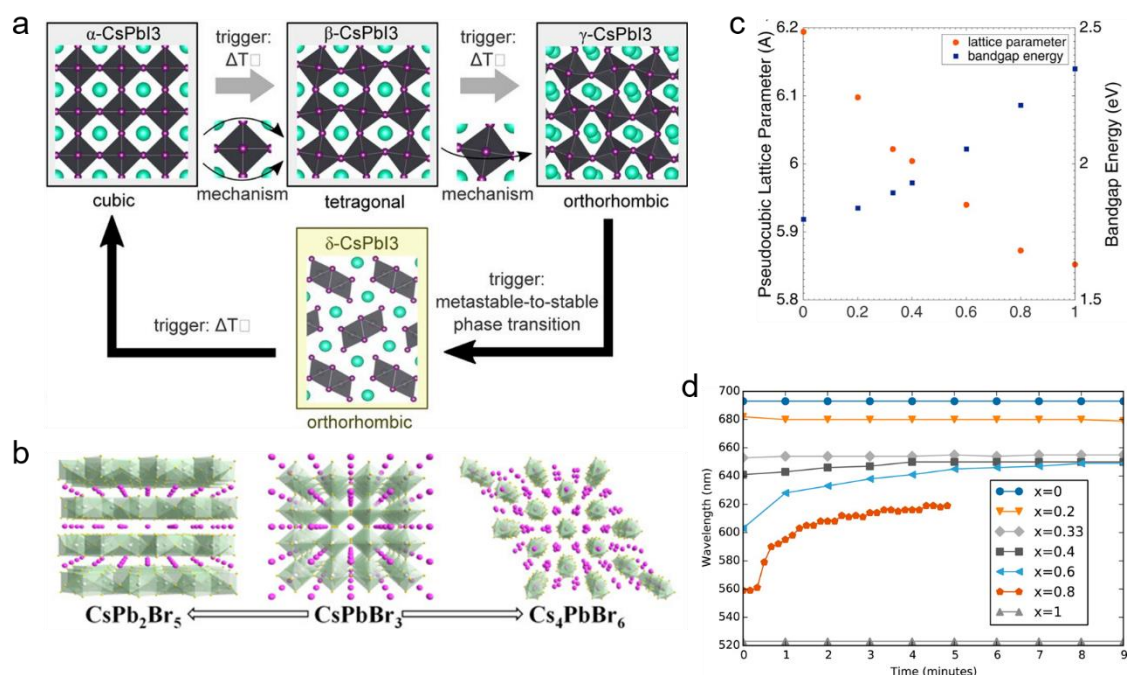 a
α-CsPbI3
trigger:
ΔT□
β-CsPbI3
trigger:
ΔT□
γ-CsPbI3
mechanism
mechanism
cubic
tetragonal
orthorhombic
δ-CsPbI3
trigger: ΔT□
trigger:
metastable-to-stable
phase transition
orthorhombic
b
CsPb₂Br₅
CsPbBr₃
Cs₄PbBr₆
c
Pseudocubic Lattice Parameter (A)
6.2
6.1
6
5.9
5.8
0
0.2
0.4
0.6
0.8
1
lattice parameter
bandgap energy
2.5
2
1.5
Bandgap Energy (eV)
d
Wavelength (nm)
700
680
660
640
620
600
580
560
540
520
0
1
2
3
4
5
6
7
8
9
Time (minutes)
x=0
x=0.2
x=0.33
x=0.4
x=0.6
x=0.8
x=1